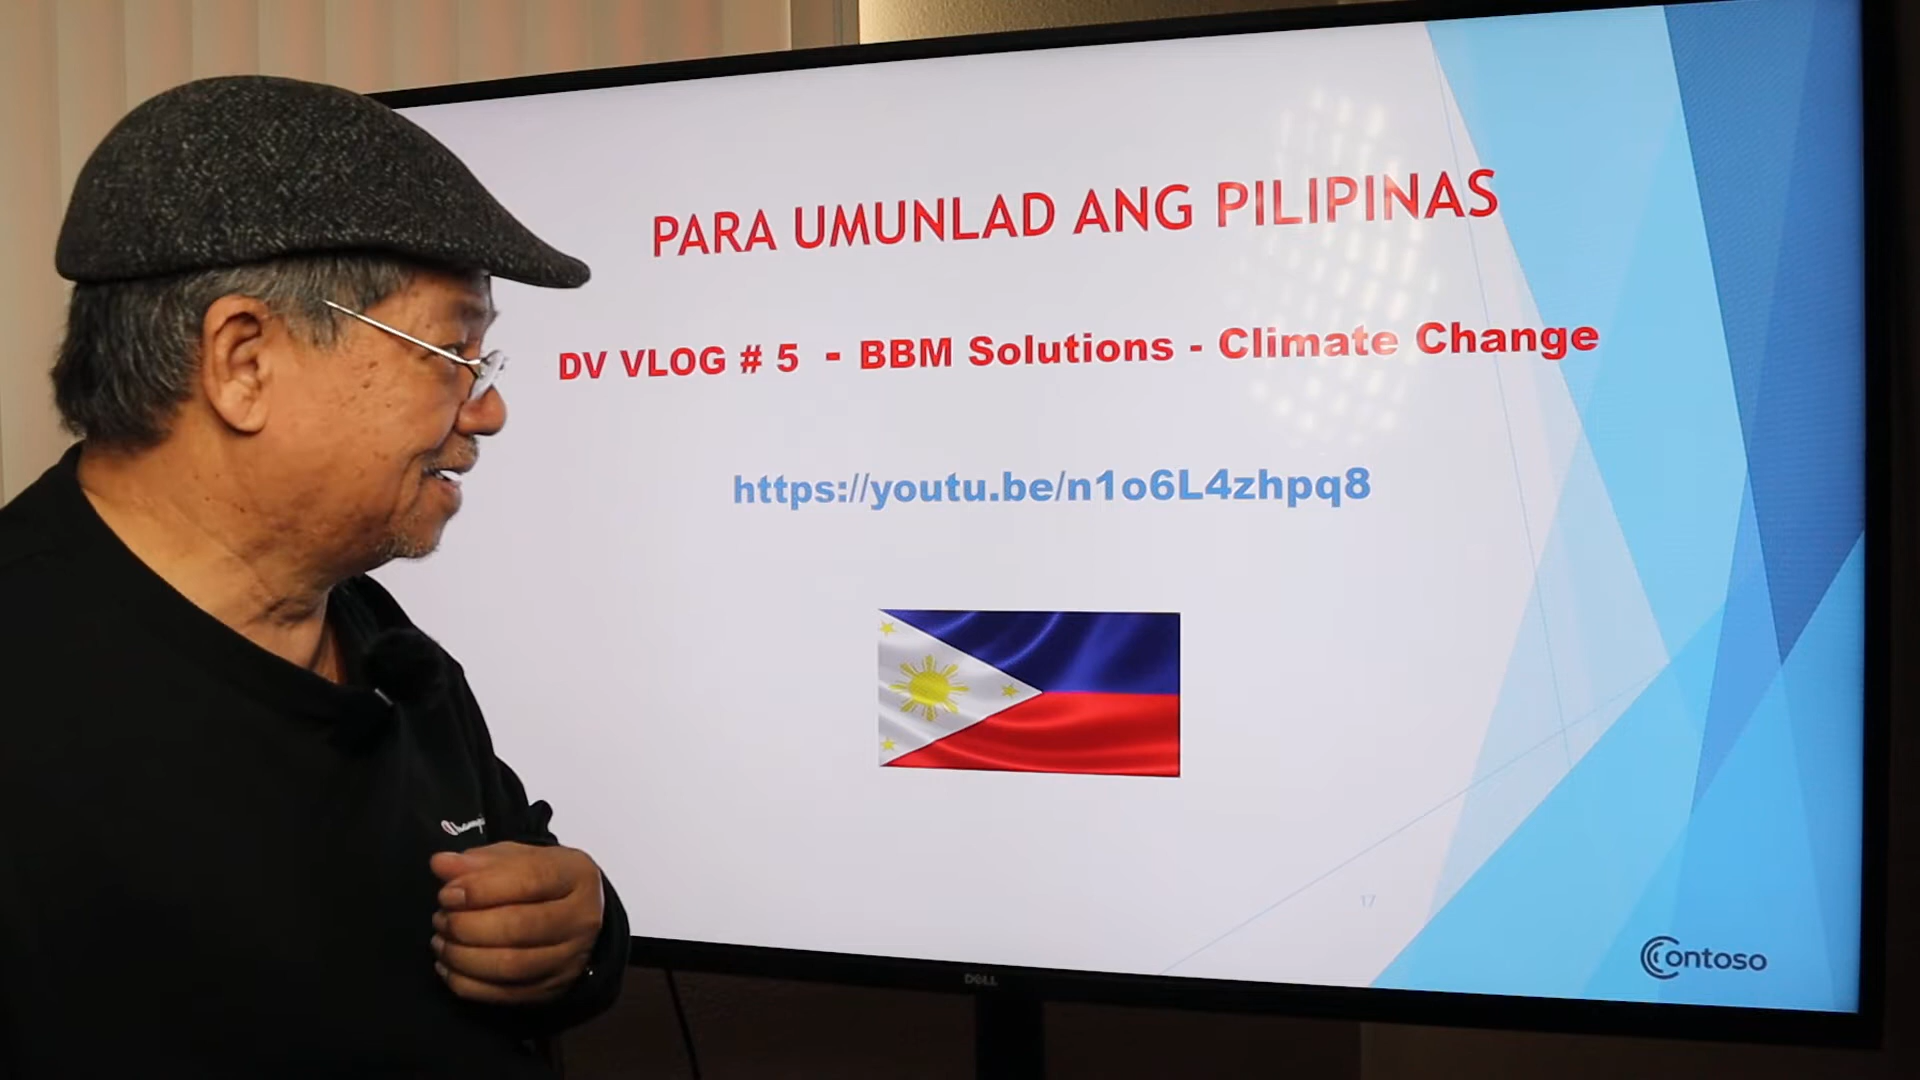 PARA UMUNLAD ANG PILIPINAS
DV VLOG # 5 - BBM Solutions - Climate Change
https://youtu.be/n1o6L4zhpq8
17
Contoso
DELL